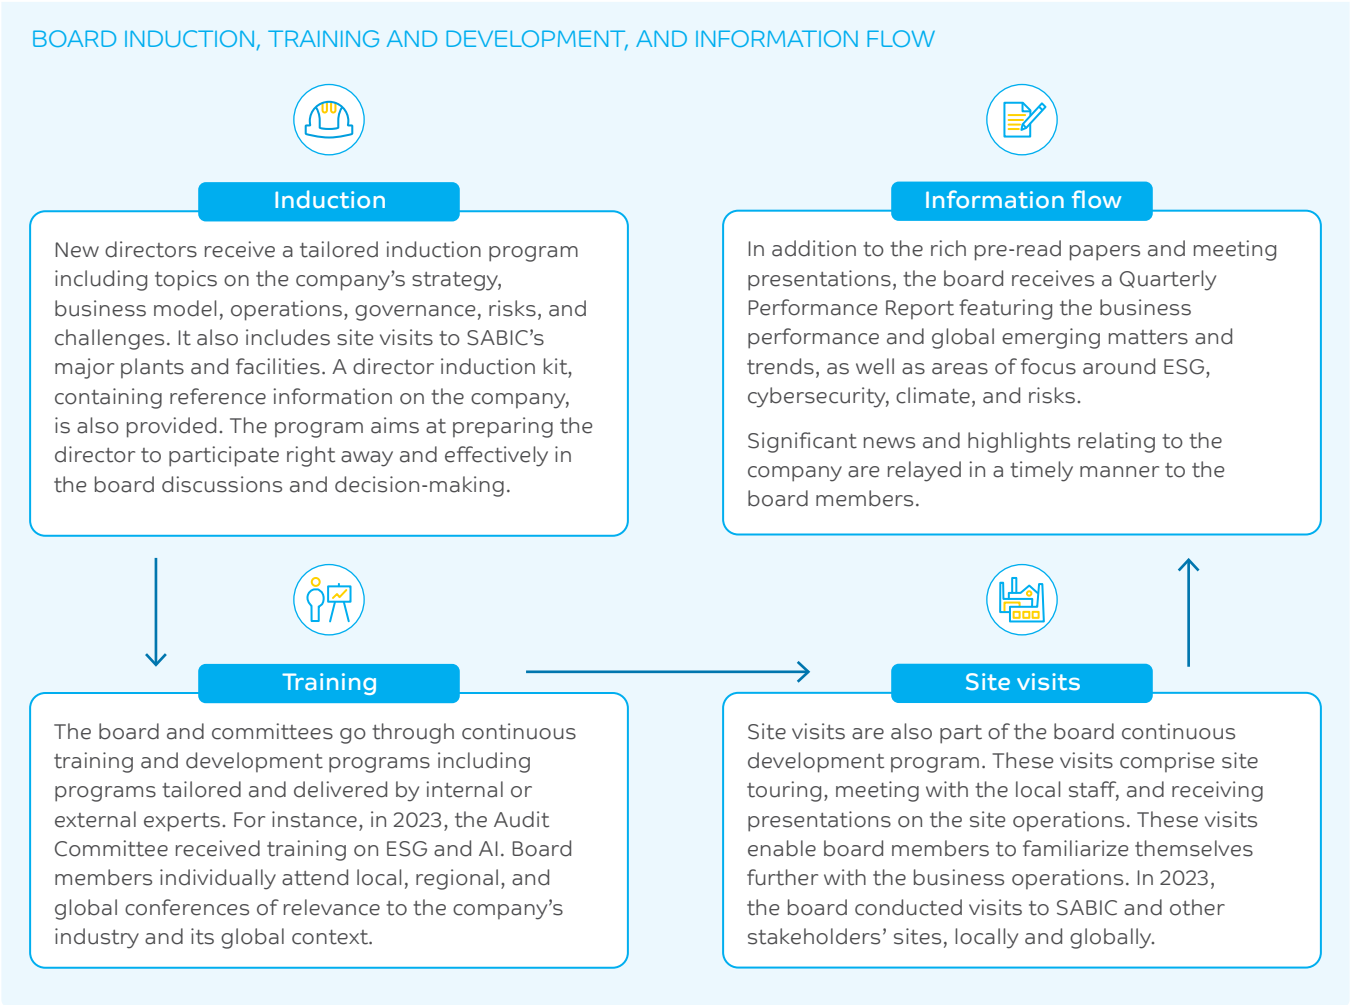 BOARD INDUCTION, TRAINING AND DEVELOPMENT, AND INFORMATION FLOW
Induction
New directors receive a tailored induction program
including topics on the company’s strategy,
business model, operations, governance, risks, and
challenges. It also includes site visits to SABIC’s
major plants and facilities. A director induction kit,
containing reference information on the company,
is also provided. The program aims at preparing the
director to participate right away and effectively in
the board discussions and decision-making.
Training
The board and committees go through continuous
training and development programs including
programs tailored and delivered by internal or
external experts. For instance, in 2023, the Audit
Committee received training on ESG and AI. Board
members individually attend local, regional, and
global conferences of relevance to the company’s
industry and its global context.
Site visits
Site visits are also part of the board continuous
development program. These visits comprise site
touring, meeting with the local staff, and receiving
presentations on the site operations. These visits
enable board members to familiarize themselves
further with the business operations. In 2023,
the board conducted visits to SABIC and other
stakeholders’ sites, locally and globally.
Information flow
In addition to the rich pre-read papers and meeting
presentations, the board receives a Quarterly
Performance Report featuring the business
performance and global emerging matters and
trends, as well as areas of focus around ESG,
cybersecurity, climate, and risks.
Significant news and highlights relating to the
company are relayed in a timely manner to the
board members.